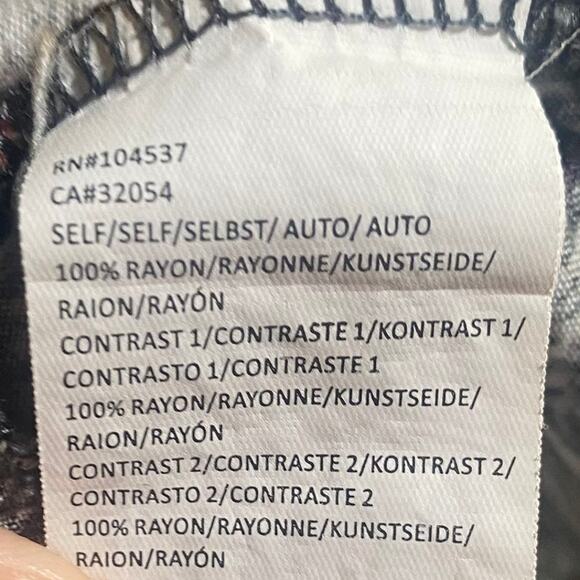 RN#104537
CA#32054
SELF/SELF/SELBST/ AUTO/ AUTO
100% RAYON/RAYONNE/KUNSTSEIDE/
RAION/RAYÓN
CONTRAST 1/CONTRASTE 1/KONTRAST 1/
CONTRASTO 1/CONTRASTE 1
100% RAYON/RAYONNE/KUNSTSEIDE/
RAION/RAYÓN
CONTRAST 2/CONTRASTE 2/KONTRAST 2/
CONTRASTO 2/CONTRASTE 2
100% RAYON/RAYONNE/KUNSTSEIDE/
RAION/RAYÓN